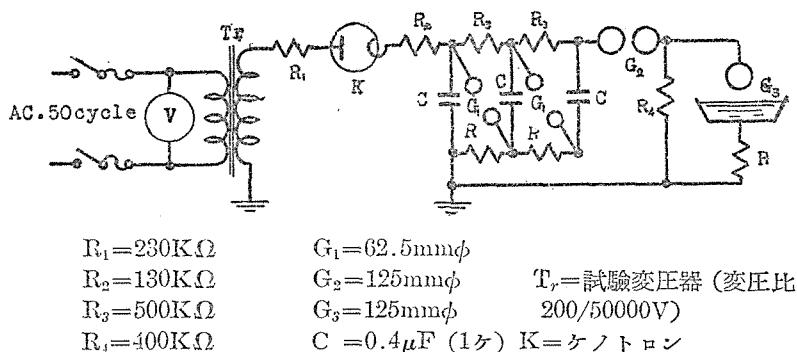 Tr
R₂ R₃ R₃
R₁
K
G₂
G₃
AC.50cycle
V
C G₁ C G₁ C
R₄
R R
R
R₁=230KΩ G₁=62.5mmφ
R₂=130KΩ G₂=125mmφ Tᵣ=試驗変圧器 (変圧比
R₃=500KΩ G₃=125mmφ 200/50000V)
R₄=400KΩ C =0.4μF (1ケ) K=ケノトロン